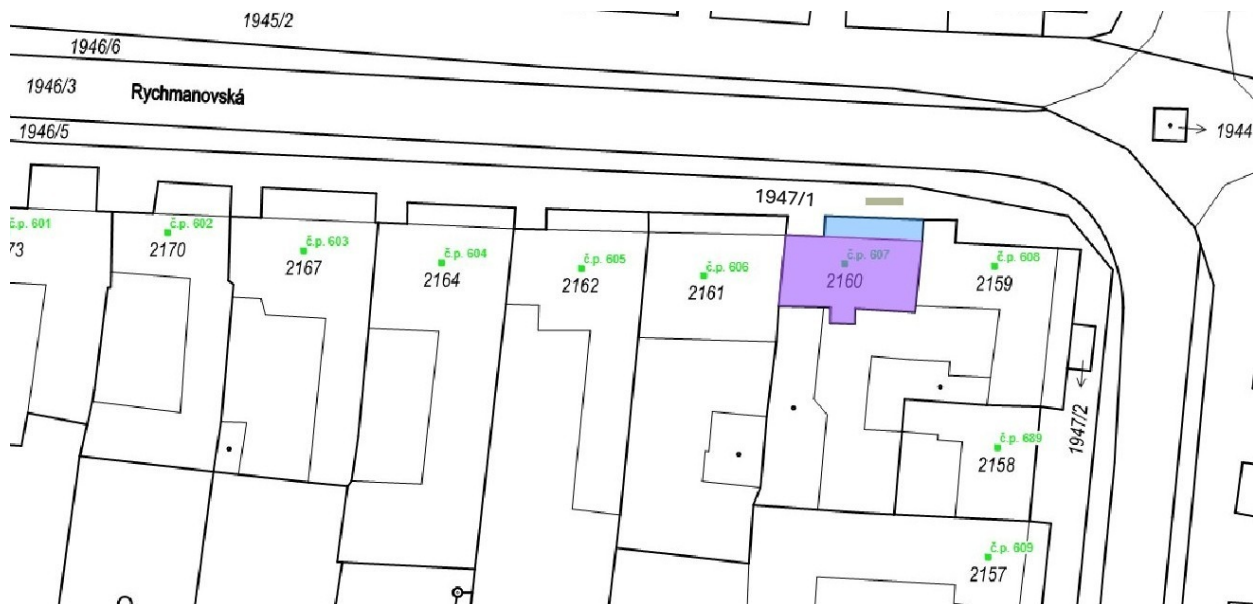 1945/2
1946/6
1946/3
Rychmanovská
1944
1946/5
1947/1
č.p. 601
73
č.p. 602
2170
č.p. 603
2167
č.p. 604
2164
č.p. 605
2162
č.p. 606
2161
č.p. 607
2160
č.p. 608
2159
1947/2
č.p. 689
2158
č.p. 609
2157